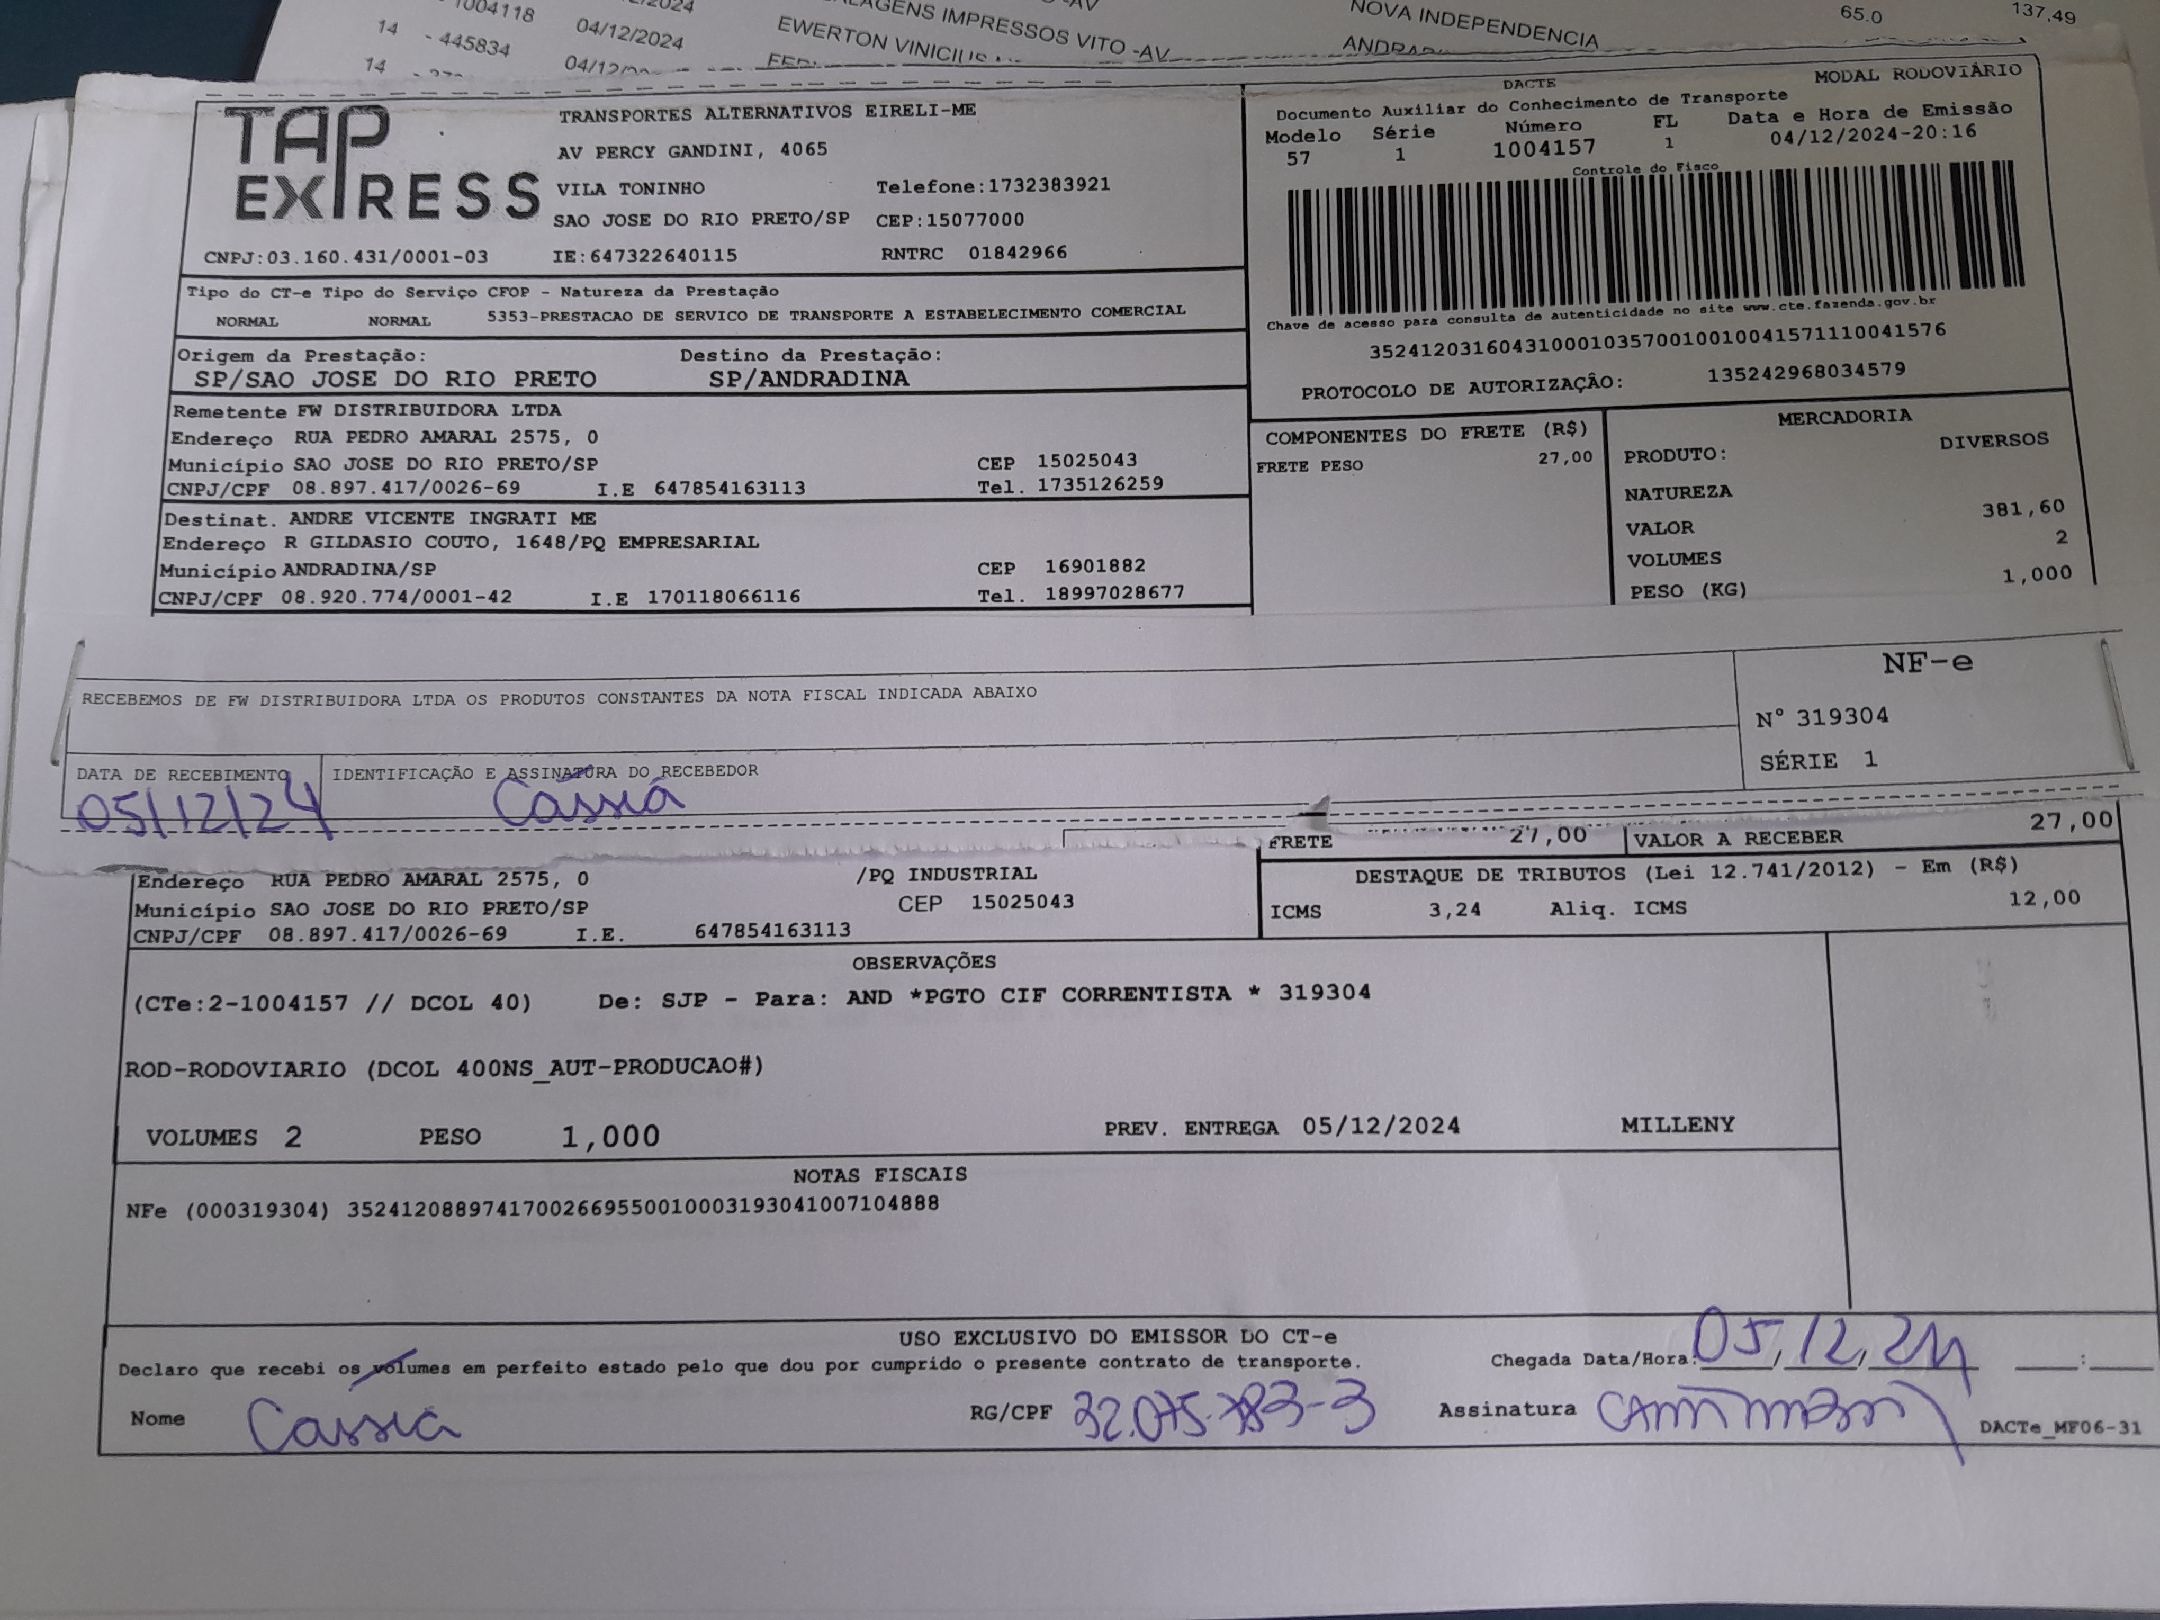 1004118
14 - 445834 04/12/2024 EWERTON VINICIUS
IMPRESSOS VITO -AV
NOVA INDEPENDENCIA 65.0 137,49
14
TAP EXPRESS
TRANSPORTES ALTERNATIVOS EIRELI-ME
AV PERCY GANDINI, 4065
VILA TONINHO Telefone:1732383921
SAO JOSE DO RIO PRETO/SP CEP:15077000
CNPJ:03.160.431/0001-03 IE:647322640115 RNTRC 01842966
DACTE MODAL RODOVIÁRIO
Documento Auxiliar do Conhecimento de Transporte
Modelo Série Número FL Data e Hora de Emissão
57 1 1004157 1 04/12/2024-20:16
Controle do Fisco
Chave de acesso para consulta de autenticidade no site www.cte.fazenda.gov.br
35241203160431000103570010010041571110041576
PROTOCOLO DE AUTORIZAÇÂO: 135242968034579
Tipo do CT-e Tipo do Serviço CFOP - Natureza da Prestação
NORMAL NORMAL 5353-PRESTACAO DE SERVICO DE TRANSPORTE A ESTABELECIMENTO COMERCIAL
Origem da Prestação: Destino da Prestação:
SP/SAO JOSE DO RIO PRETO SP/ANDRADINA
Remetente FW DISTRIBUIDORA LTDA
Endereço RUA PEDRO AMARAL 2575, 0
Município SAO JOSE DO RIO PRETO/SP CEP 15025043
CNPJ/CPF 08.897.417/0026-69 I.E 647854163113 Tel. 1735126259
Destinat. ANDRE VICENTE INGRATI ME
Endereço R GILDASIO COUTO, 1648/PQ EMPRESARIAL
Município ANDRADINA/SP CEP 16901882
CNPJ/CPF 08.920.774/0001-42 I.E 170118066116 Tel. 18997028677
COMPONENTES DO FRETE (R$)
FRETE PESO 27,00
MERCADORIA
PRODUTO: DIVERSOS
NATUREZA
VALOR 381,60
VOLUMES 2
PESO (KG) 1,000
RECEBEMOS DE FW DISTRIBUIDORA LTDA OS PRODUTOS CONSTANTES DA NOTA FISCAL INDICADA ABAIXO
NF-e
Nº 319304
SÉRIE 1
DATA DE RECEBIMENTO IDENTIFICAÇÃO E ASSINATURA DO RECEBEDOR
05/12/24 Cássia
FRETE 27,00 VALOR A RECEBER 27,00
Endereço RUA PEDRO AMARAL 2575, 0 /PQ INDUSTRIAL
Município SAO JOSE DO RIO PRETO/SP CEP 15025043
CNPJ/CPF 08.897.417/0026-69 I.E. 647854163113
DESTAQUE DE TRIBUTOS (Lei 12.741/2012) - Em (R$)
ICMS 3,24 Aliq. ICMS 12,00
OBSERVAÇÕES
(CTe:2-1004157 // DCOL 40) De: SJP - Para: AND *PGTO CIF CORRENTISTA * 319304
ROD-RODOVIARIO (DCOL 400NS_AUT-PRODUCAO#)
VOLUMES 2 PESO 1,000 PREV. ENTREGA 05/12/2024 MILLENY
NOTAS FISCAIS
NFe (000319304) 35241208897417002669550010003193041007104888
USO EXCLUSIVO DO EMISSOR DO CT-e
Declaro que recebi os volumes em perfeito estado pelo que dou por cumprido o presente contrato de transporte. Chegada Data/Hora: 05/12/24 :
Nome Cássia RG/CPF 32.075.783-3 Assinatura
DACTe_MF06-31